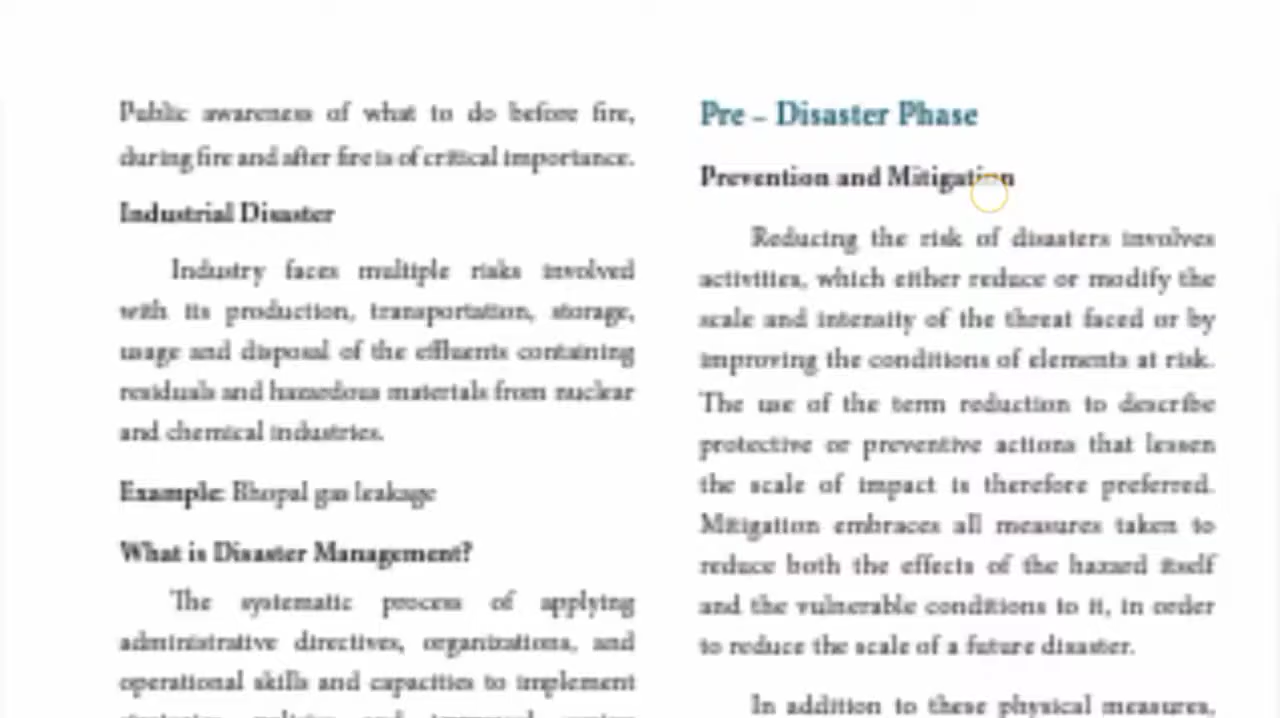 Public awareness of what to do before fire,
during fire and after fire is of critical importance.
Industrial Disaster
Industry faces multiple risks involved
with its production, transportation, storage,
usage and disposal of the effluents containing
residuals and hazardous materials from nuclear
and chemical industries.
Example: Bhopal gas leakage
What is Disaster Management?
The systematic process of applying
administrative directives, organizations, and
operational skills and capacities to implement
Pre – Disaster Phase
Prevention and Mitigation
Reducing the risk of disasters involves
activities, which either reduce or modify the
scale and intensity of the threat faced or by
improving the conditions of elements at risk.
The use of the term reduction to describe
protective or preventive actions that lessen
the scale of impact is therefore preferred.
Mitigation embraces all measures taken to
reduce both the effects of the hazard itself
and the vulnerable conditions to it, in order
to reduce the scale of a future disaster.
In addition to these physical measures,